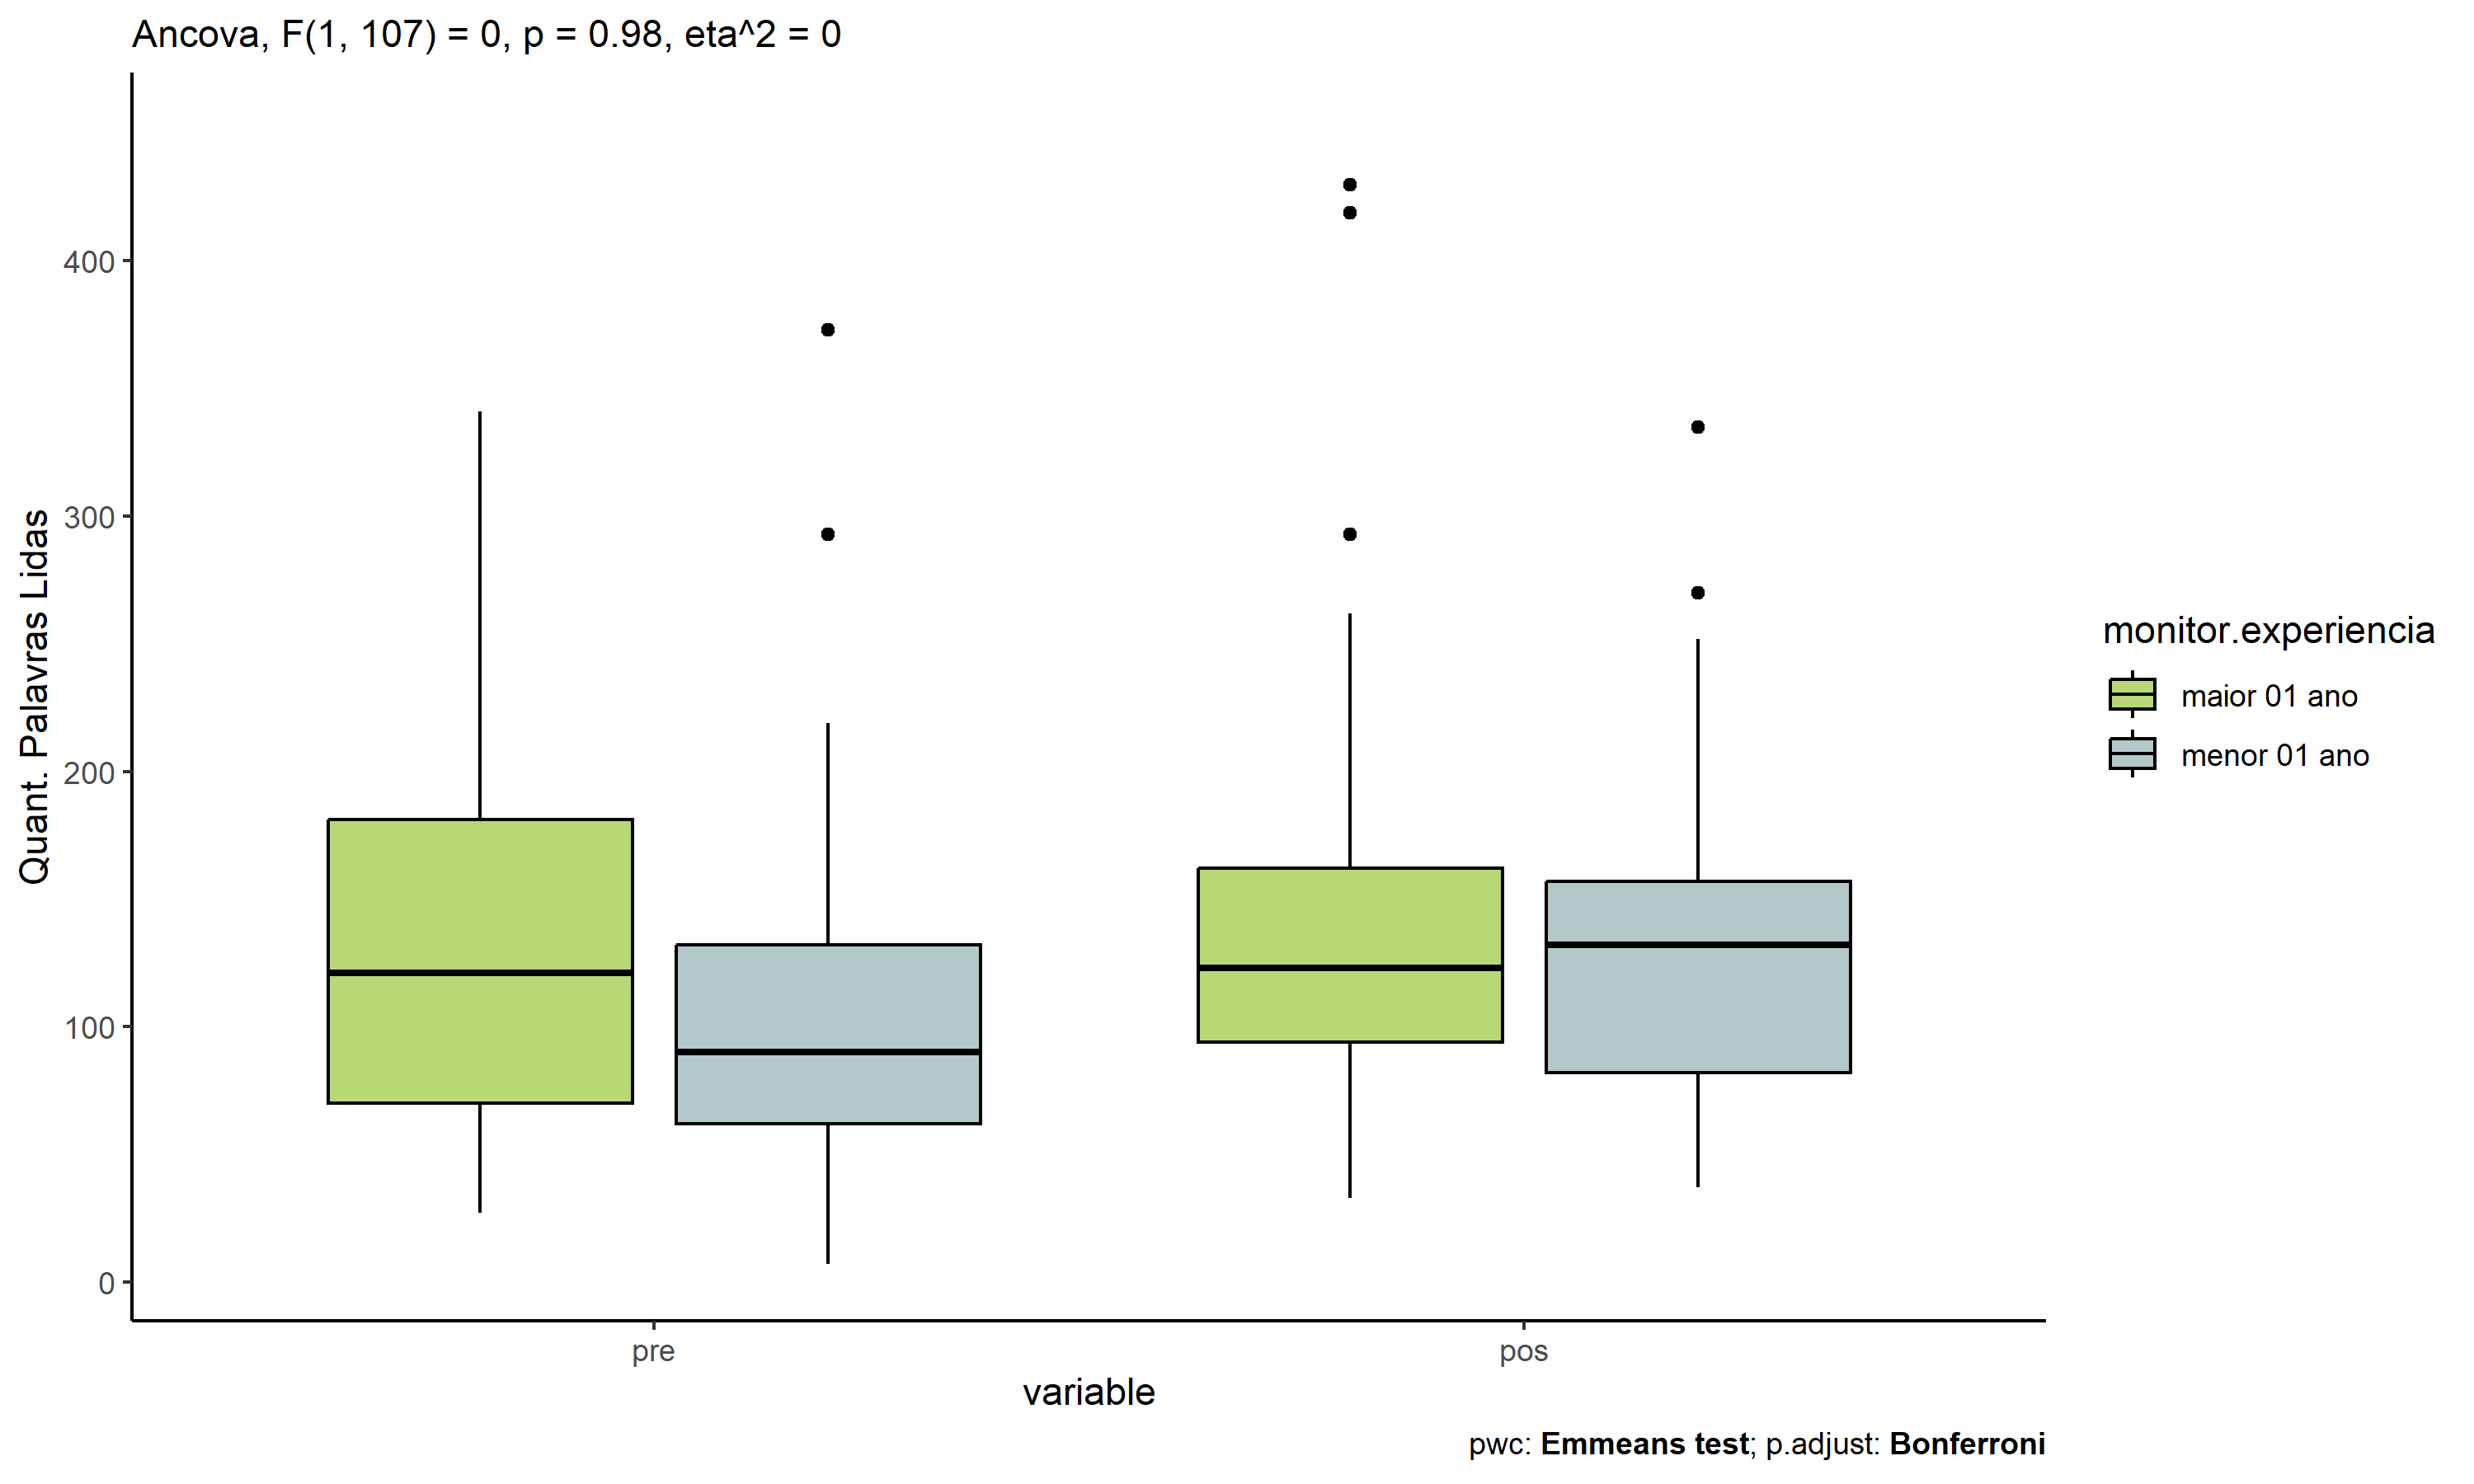 Ancova, F(1, 107) = 0, p = 0.98, eta^2 = 0
Quant. Palavras Lidas
400
300
200
100
0
pre
pos
variable
monitor.experiencia
maior 01 ano
menor 01 ano
pwc: Emmeans test; p.adjust: Bonferroni